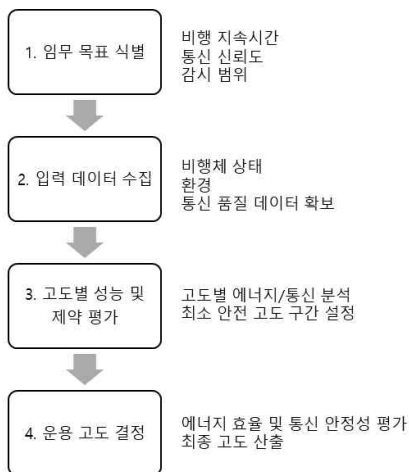 1. 임무 목표 식별
비행 지속시간
통신 신뢰도
감시 범위
2. 입력 데이터 수집
비행체 상태
환경
통신 품질 데이터 확보
3. 고도별 성능 및
제약 평가
고도별 에너지/통신 분석
최소 안전 고도 구간 설정
4. 운용 고도 결정
에너지 효율 및 통신 안정성 평가
최종 고도 산출